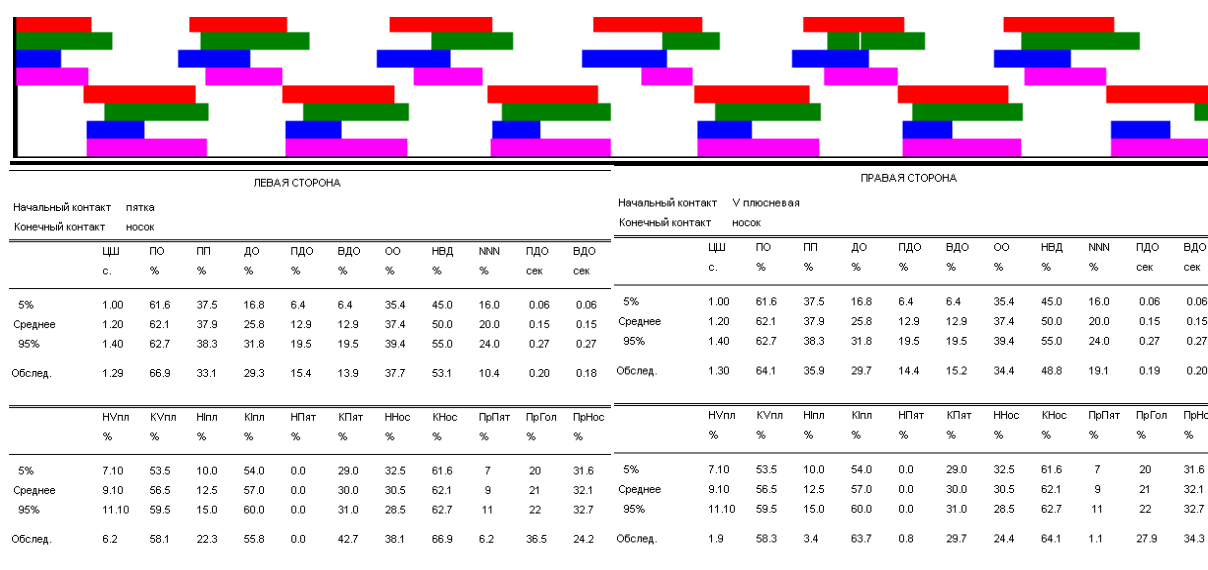 ЛЕВАЯ СТОРОНА
Начальный контакт пятка
Конечный контакт носок
ЦШ ПО ПП ДО ПДО ВДО ОО НВД NNN ПДО ВДО
с. % % % % % % % % сек сек
5% 1.00 61.6 37.5 16.8 6.4 6.4 35.4 45.0 16.0 0.06 0.06
Среднее 1.20 62.1 37.9 25.8 12.9 12.9 37.4 50.0 20.0 0.15 0.15
95% 1.40 62.7 38.3 31.8 19.5 19.5 39.4 55.0 24.0 0.27 0.27
Обслед. 1.29 66.9 33.1 29.3 15.4 13.9 37.7 53.1 10.4 0.20 0.18
НVпл КVпл НIпл КIпл НПят КПят ННос КНос ПрПят ПрГол ПрНос
% % % % % % % % % % %
5% 7.10 53.5 10.0 54.0 0.0 29.0 32.5 61.6 7 20 31.6
Среднее 9.10 56.5 12.5 57.0 0.0 30.0 30.5 62.1 9 21 32.1
95% 11.10 59.5 15.0 60.0 0.0 31.0 28.5 62.7 11 22 32.7
Обслед. 6.2 58.1 22.3 55.8 0.0 42.7 38.1 66.9 6.2 36.5 24.2
ПРАВАЯ СТОРОНА
Начальный контакт V плюсневая
Конечный контакт носок
ЦШ ПО ПП ДО ПДО ВДО ОО НВД NNN ПДО ВДО
с. % % % % % % % % сек сек
5% 1.00 61.6 37.5 16.8 6.4 6.4 35.4 45.0 16.0 0.06 0.06
Среднее 1.20 62.1 37.9 25.8 12.9 12.9 37.4 50.0 20.0 0.15 0.15
95% 1.40 62.7 38.3 31.8 19.5 19.5 39.4 55.0 24.0 0.27 0.27
Обслед. 1.30 64.1 35.9 29.7 14.4 15.2 34.4 48.8 19.1 0.19 0.20
НVпл КVпл НIпл КIпл НПят КПят ННос КНос ПрПят ПрГол ПрНо
% % % % % % % % % % %
5% 7.10 53.5 10.0 54.0 0.0 29.0 32.5 61.6 7 20 31.6
Среднее 9.10 56.5 12.5 57.0 0.0 30.0 30.5 62.1 9 21 32.1
95% 11.10 59.5 15.0 60.0 0.0 31.0 28.5 62.7 11 22 32.7
Обслед. 1.9 58.3 3.4 63.7 0.8 29.7 24.4 64.1 1.1 27.9 34.3